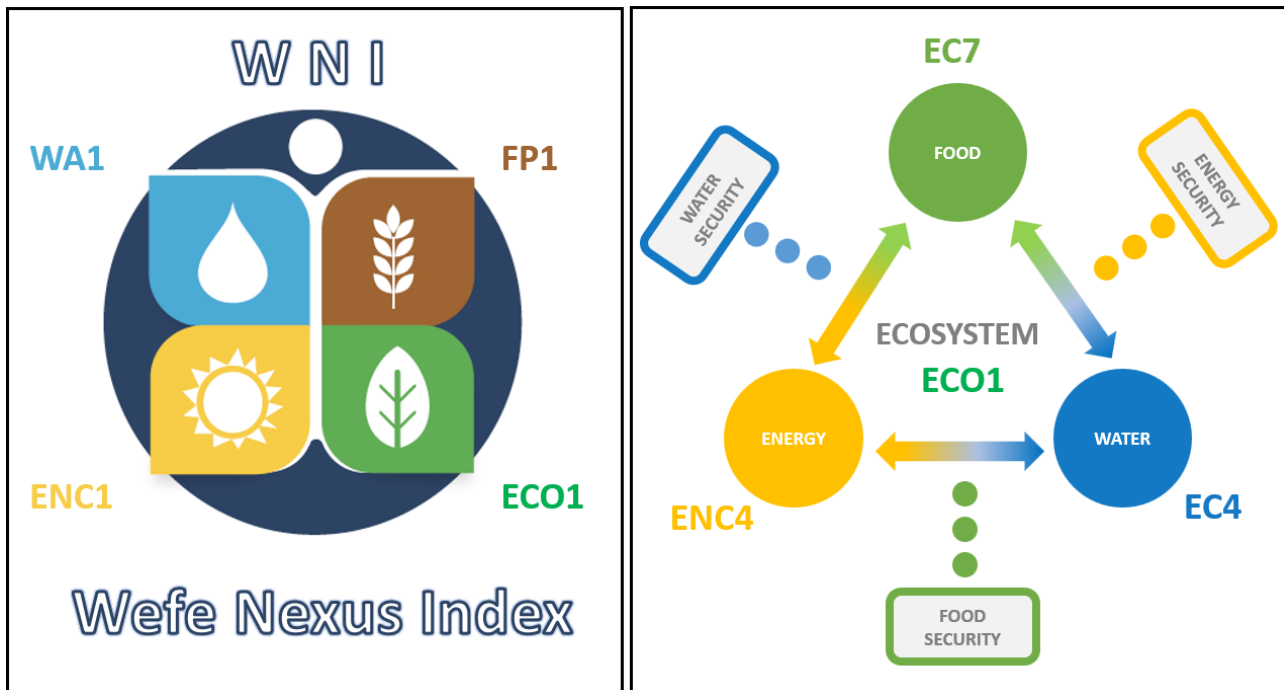 W N I
WA1
FP1
ENC1
ECO1
Wefe Nexus Index
EC7
FOOD
WATER
SECURITY
ENERGY
SECURITY
ECOSYSTEM
ECO1
ENERGY
WATER
ENC4
EC4
FOOD
SECURITY